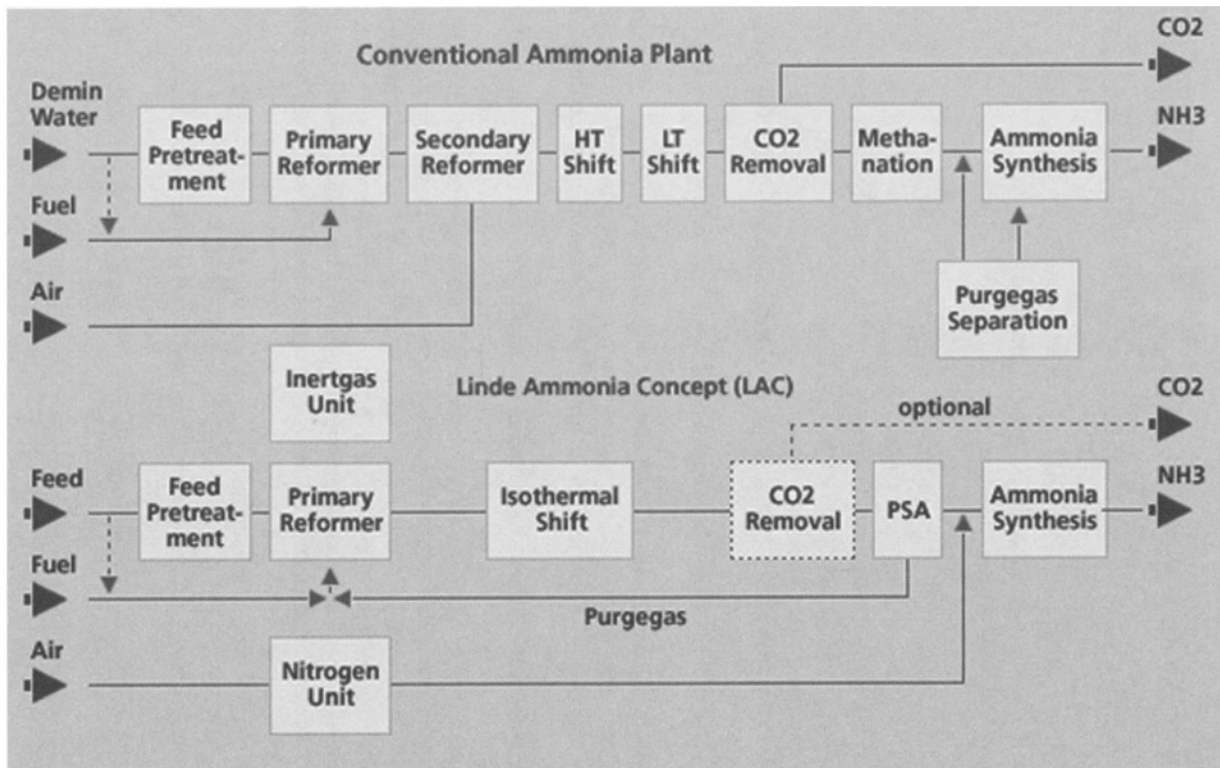 Conventional Ammonia Plant
CO2
Demin
Water
Feed
Pretreat-
ment
Primary
Reformer
Secondary
Reformer
HT
Shift
LT
Shift
CO2
Removal
Metha-
nation
Ammonia
Synthesis
NH3
Fuel
Air
Purgegas
Separation
Inertgas
Unit
Linde Ammonia Concept (LAC)
optional
CO2
Feed
Feed
Pretreat-
ment
Primary
Reformer
Isothermal
Shift
CO2
Removal
PSA
Ammonia
Synthesis
NH3
Fuel
Purgegas
Air
Nitrogen
Unit